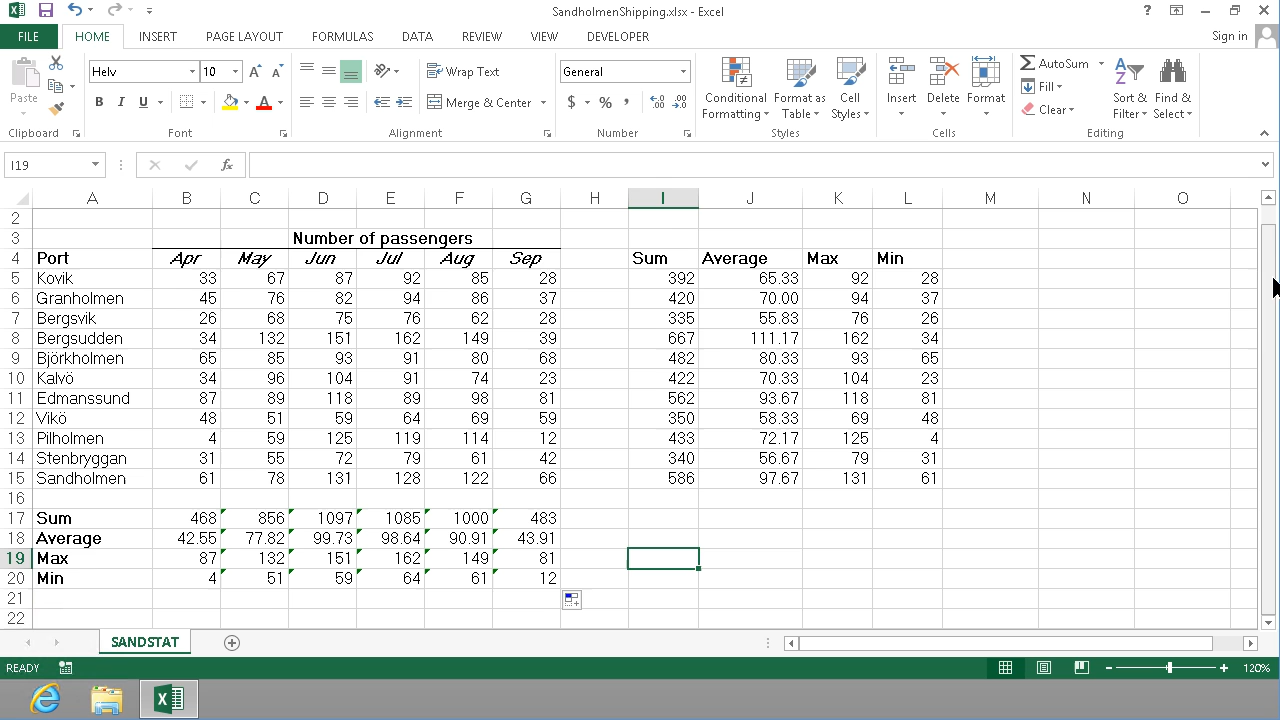 SandholmenShipping.xlsx - Excel
FILE HOME INSERT PAGE LAYOUT FORMULAS DATA REVIEW VIEW DEVELOPER Sign in
Paste
Clipboard
Helv 10
B I U A
Font
Wrap Text
Merge & Center
Alignment
General
$ % ,
Number
Conditional Formatting
Format as Table
Cell Styles
Styles
Insert Delete Format
Cells
AutoSum
Fill
Clear
Sort & Filter
Find & Select
Editing
I19 fx
A B C D E F G H I J K L M N O
2
3 Number of passengers
4 Port Apr May Jun Jul Aug Sep Sum Average Max Min
5 Kovik 33 67 87 92 85 28 392 65.33 92 28
6 Granholmen 45 76 82 94 86 37 420 70.00 94 37
7 Bergsvik 26 68 75 76 62 28 335 55.83 76 26
8 Bergsudden 34 132 151 162 149 39 667 111.17 162 34
9 Björkholmen 65 85 93 91 80 68 482 80.33 93 65
10 Kalvö 34 96 104 91 74 23 422 70.33 104 23
11 Edmanssund 87 89 118 89 98 81 562 93.67 118 81
12 Vikö 48 51 59 64 69 59 350 58.33 69 48
13 Pilholmen 4 59 125 119 114 12 433 72.17 125 4
14 Stenbryggan 31 55 72 79 61 42 340 56.67 79 31
15 Sandholmen 61 78 131 128 122 66 586 97.67 131 61
16
17 Sum 468 856 1097 1085 1000 483
18 Average 42.55 77.82 99.73 98.64 90.91 43.91
19 Max 87 132 151 162 149 81
20 Min 4 51 59 64 61 12
21
22
SANDSTAT
READY 120%